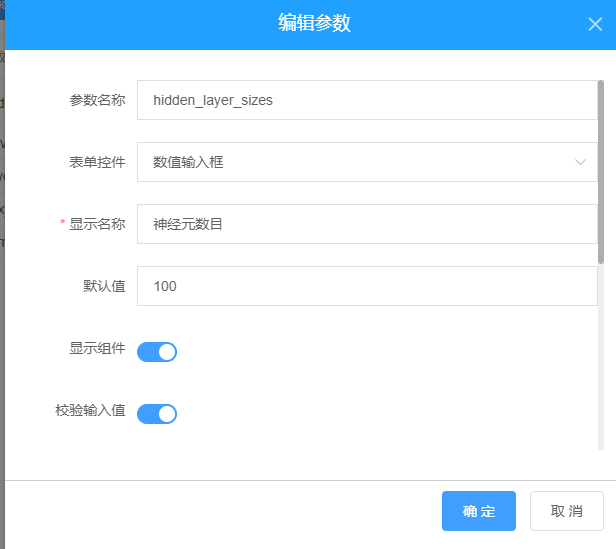 编辑参数
参数名称 hidden_layer_sizes
表单控件 数值输入框
* 显示名称 神经元数目
默认值 100
显示组件
校验输入值
确 定 取 消